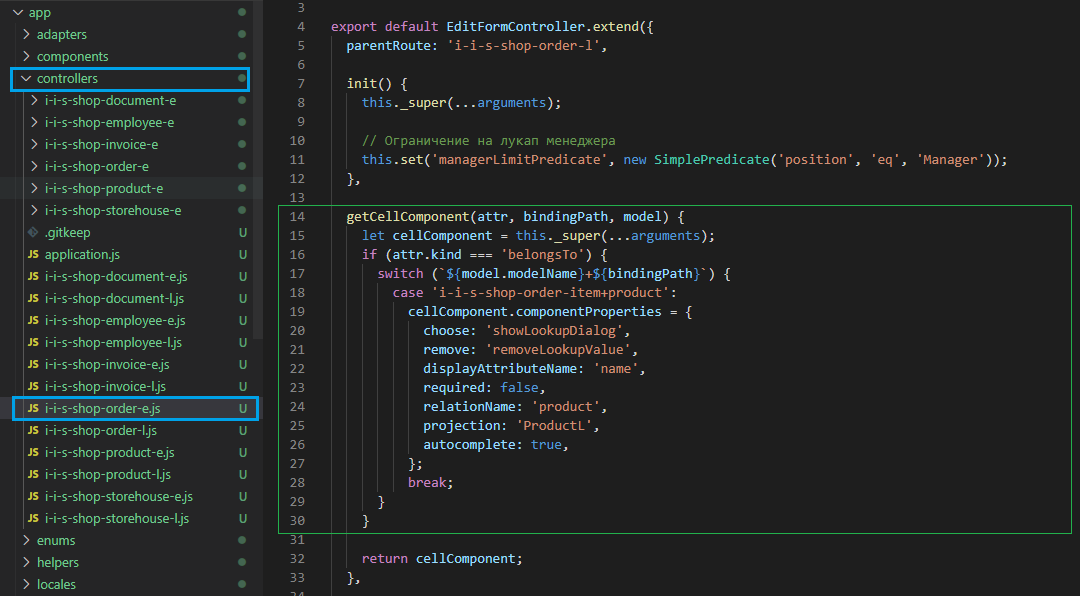 app
adapters
components
controllers
i-i-s-shop-document-e
i-i-s-shop-employee-e
i-i-s-shop-invoice-e
i-i-s-shop-order-e
i-i-s-shop-product-e
i-i-s-shop-storehouse-e
.gitkeep U
JS application.js U
JS i-i-s-shop-document-e.js U
JS i-i-s-shop-document-l.js U
JS i-i-s-shop-employee-e.js U
JS i-i-s-shop-employee-l.js U
JS i-i-s-shop-invoice-e.js U
JS i-i-s-shop-invoice-l.js U
JS i-i-s-shop-order-e.js U
JS i-i-s-shop-order-l.js U
JS i-i-s-shop-product-e.js U
JS i-i-s-shop-product-l.js U
JS i-i-s-shop-storehouse-e.js U
JS i-i-s-shop-storehouse-l.js U
enums
helpers
locales
3
4 export default EditFormController.extend({
5 parentRoute: 'i-i-s-shop-order-l',
6
7 init() {
8 this._super(...arguments);
9
10 // Ограничение на лукап менеджера
11 this.set('managerLimitPredicate', new SimplePredicate('position', 'eq', 'Manager'));
12 },
13
14 getCellComponent(attr, bindingPath, model) {
15 let cellComponent = this._super(...arguments);
16 if (attr.kind === 'belongsTo') {
17 switch (`${model.modelName}+${bindingPath}`) {
18 case 'i-i-s-shop-order-item+product':
19 cellComponent.componentProperties = {
20 choose: 'showLookupDialog',
21 remove: 'removeLookupValue',
22 displayAttributeName: 'name',
23 required: false,
24 relationName: 'product',
25 projection: 'ProductL',
26 autocomplete: true,
27 };
28 break;
29 }
30 }
31
32 return cellComponent;
33 },
34